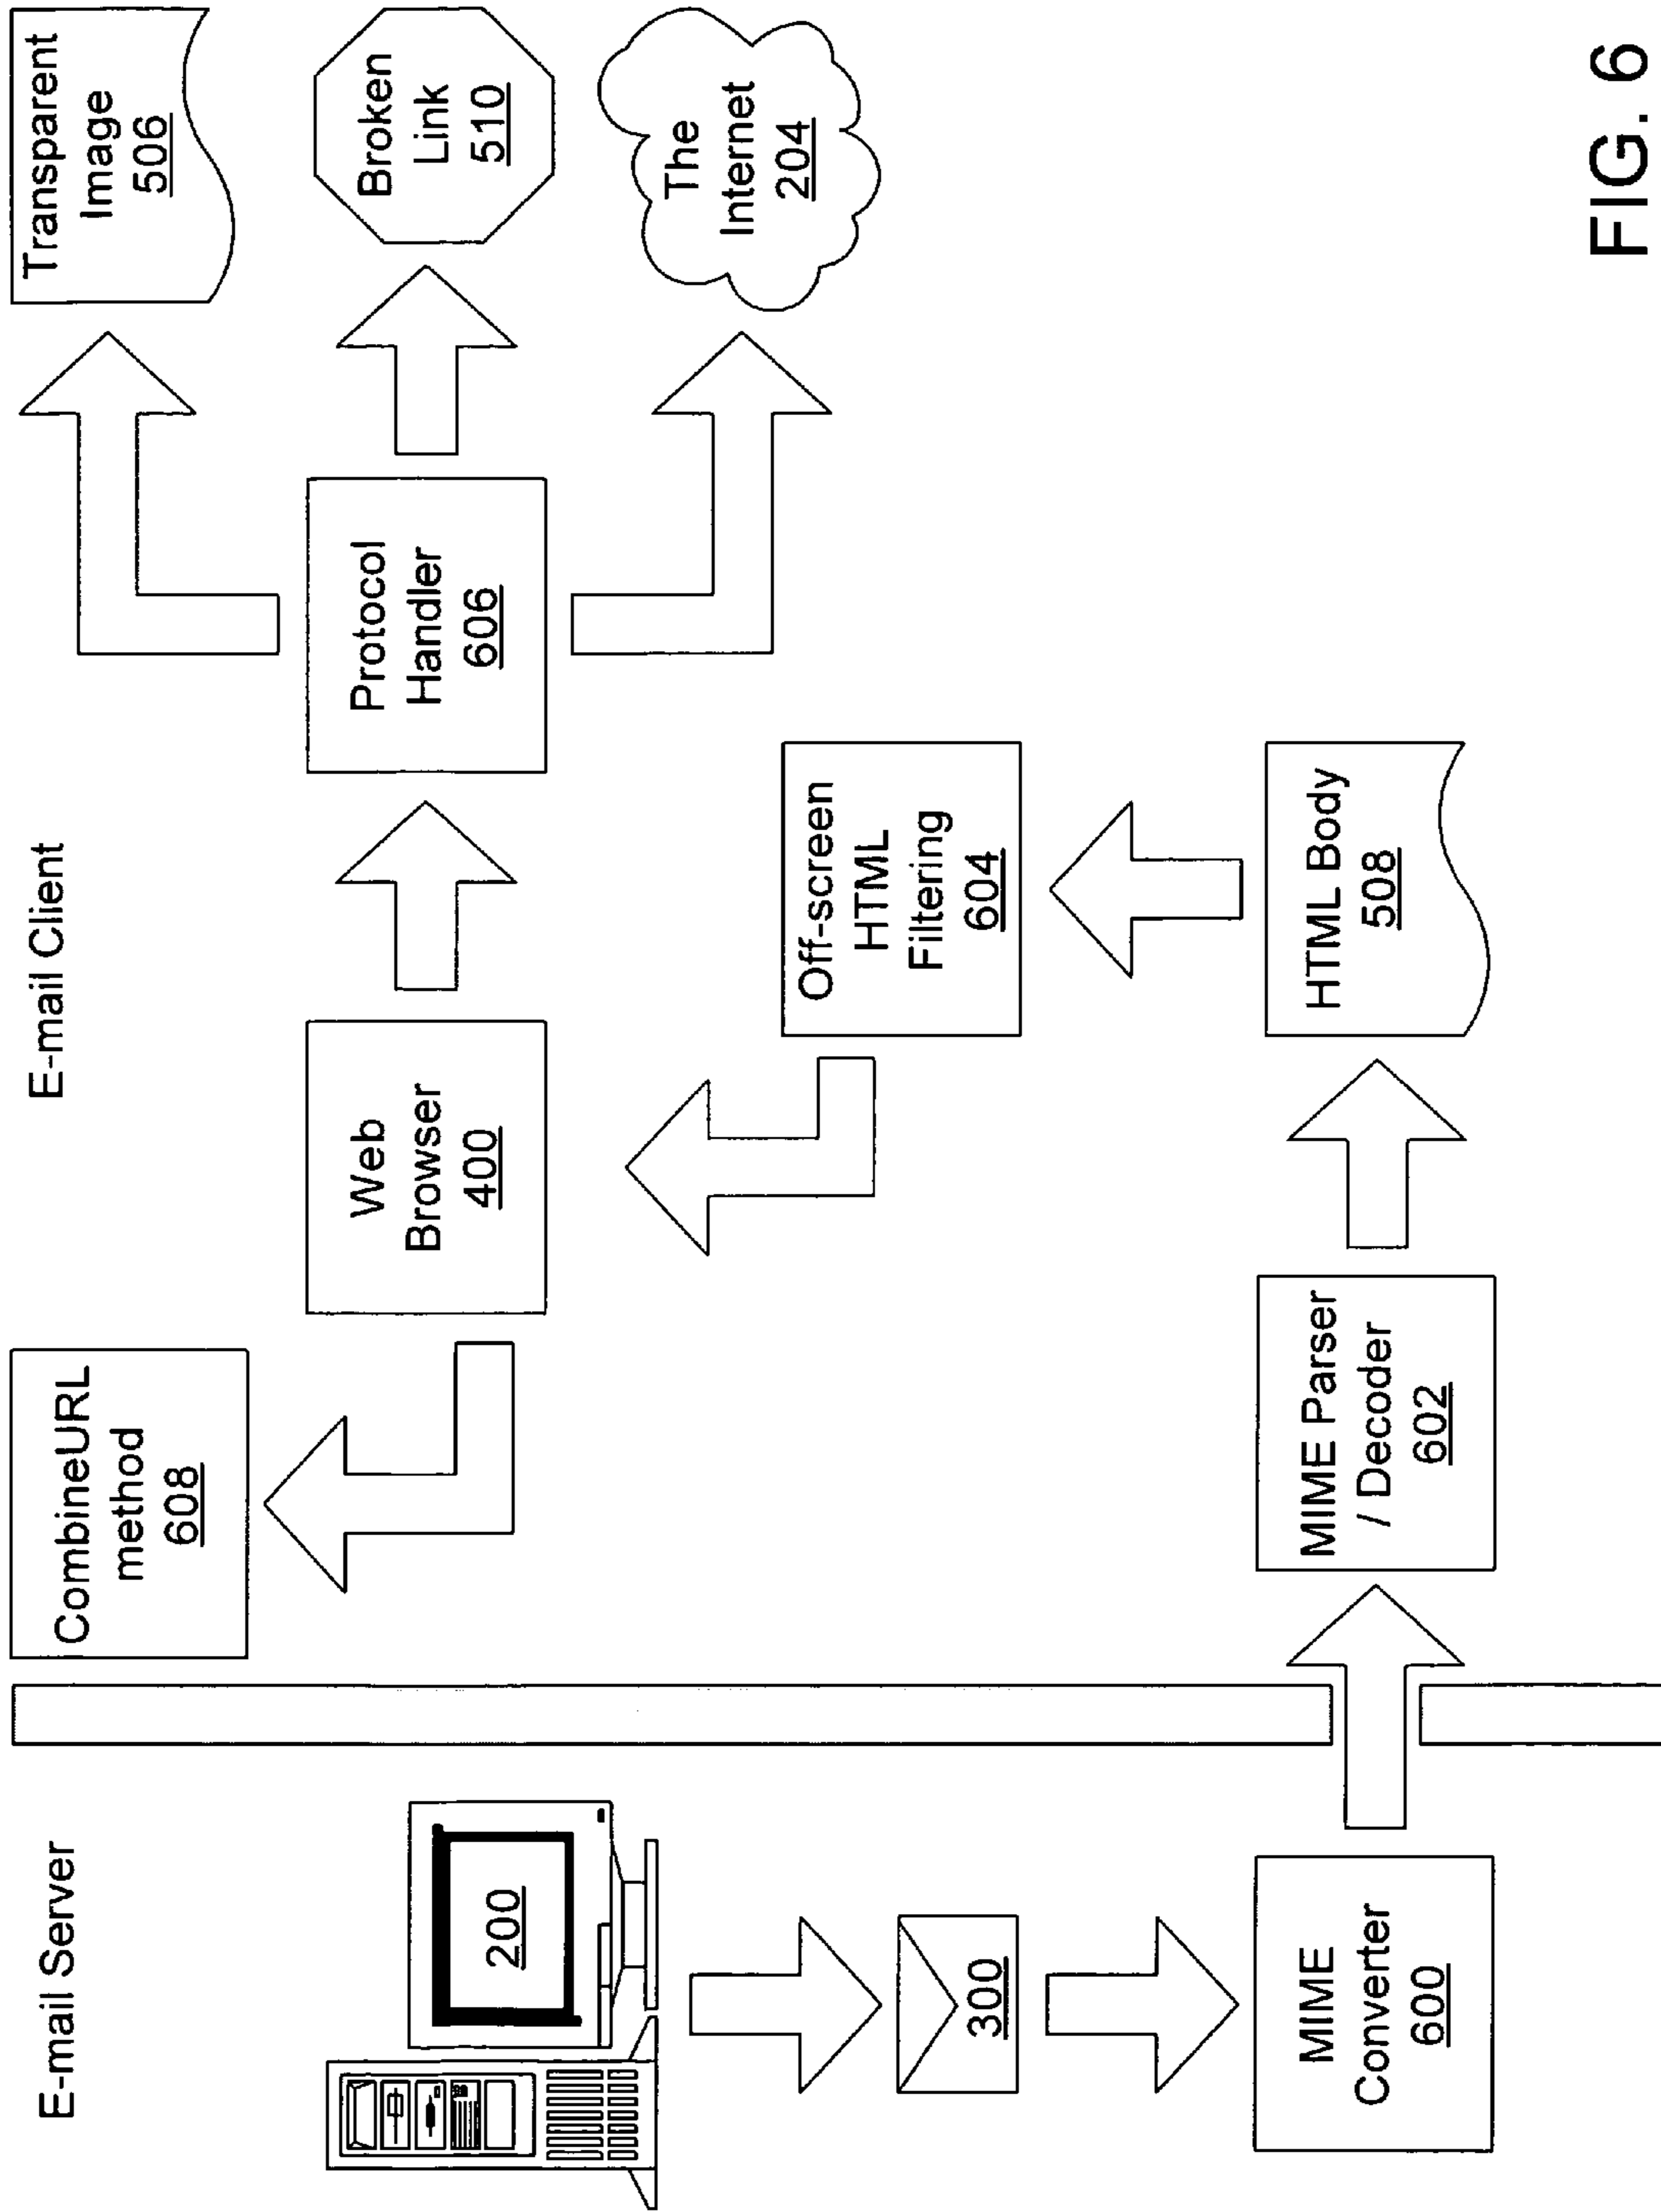 E-mail Server
E-mail Client
CombineURL
method
608
Transparent
Image
506
200
Web
Browser
400
Protocol
Handler
606
Broken
Link
510
The
Internet
204
300
Off-screen
HTML
Filtering
604
MIME
Converter
600
MIME Parser
/ Decoder
602
HTML Body
508
FIG. 6